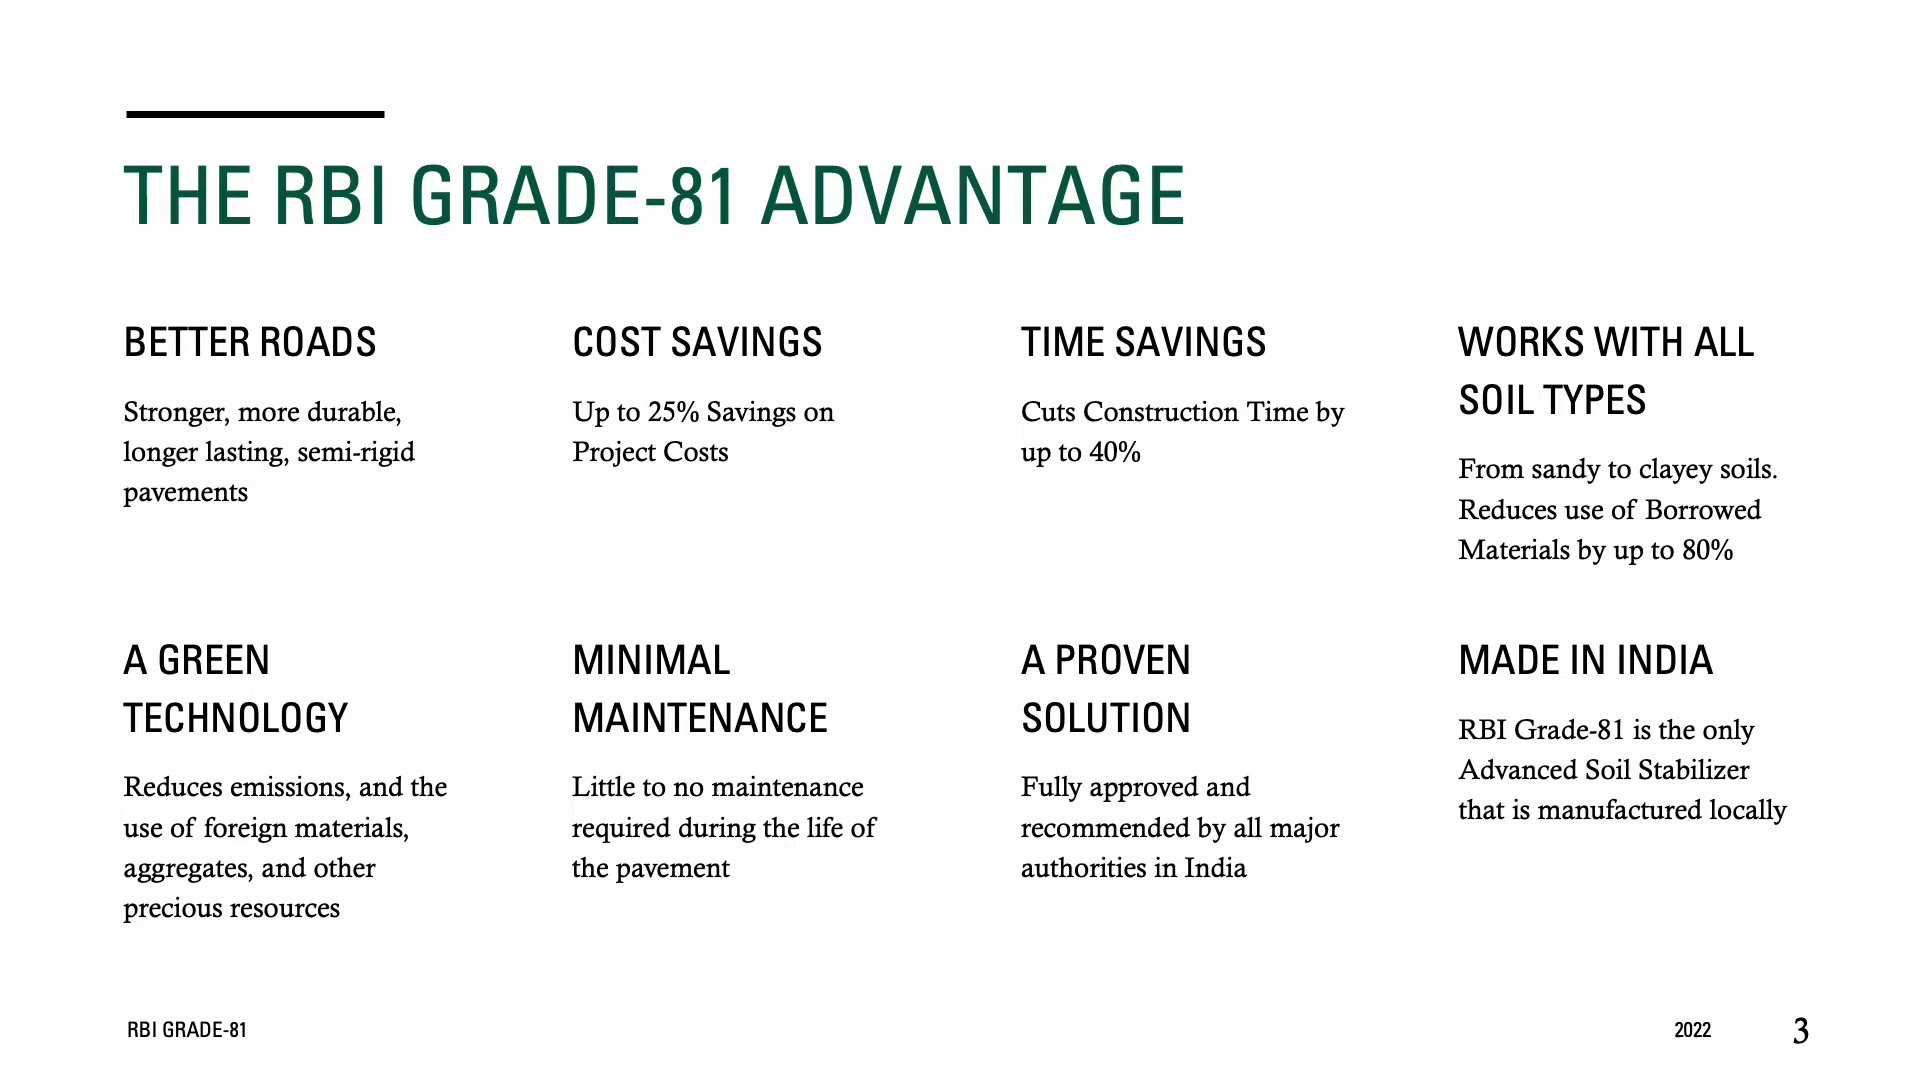 THE RBI GRADE-81 ADVANTAGE
BETTER ROADS
Stronger, more durable,
longer lasting, semi-rigid
pavements
COST SAVINGS
Up to 25% Savings on
Project Costs
TIME SAVINGS
Cuts Construction Time by
up to 40%
WORKS WITH ALL
SOIL TYPES
From sandy to clayey soils.
Reduces use of Borrowed
Materials by up to 80%
A GREEN
TECHNOLOGY
Reduces emissions, and the
use of foreign materials,
aggregates, and other
precious resources
MINIMAL
MAINTENANCE
Little to no maintenance
required during the life of
the pavement
A PROVEN
SOLUTION
Fully approved and
recommended by all major
authorities in India
MADE IN INDIA
RBI Grade-81 is the only
Advanced Soil Stabilizer
that is manufactured locally
RBI GRADE-81
2022
3